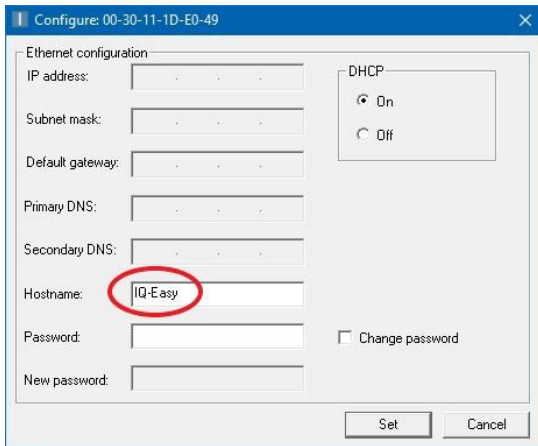 Configure: 00-30-11-1D-E0-49
Ethernet configuration
IP address:
DHCP
On
Subnet mask:
Off
Default gateway:
Primary DNS:
Secondary DNS:
Hostname: IQ-Easy
Password:
Change password
New password:
Set Cancel